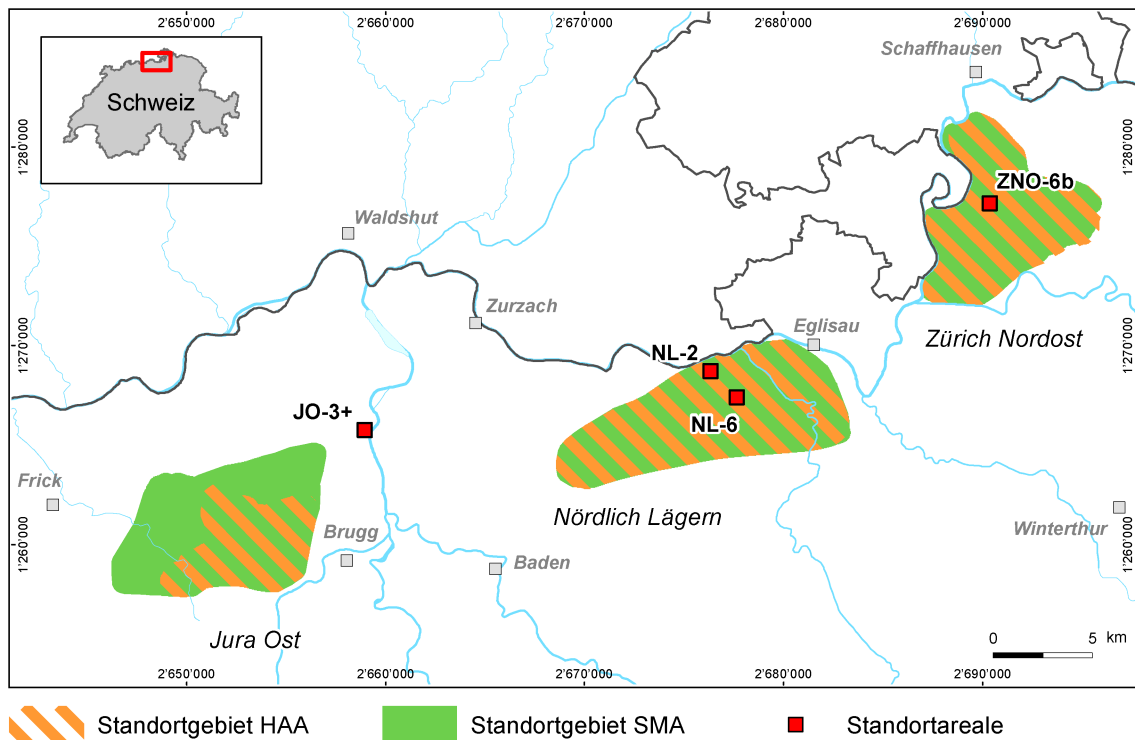 2'650'000
2'660'000
2'670'000
2'680'000
2'690'000
Schweiz
Schaffhausen
1'280'000
1'280'000
ZNO-6b
Waldshut
Zurzach
Eglisau
Zürich Nordost
1'270'000
1'270'000
NL-2
NL-6
JO-3+
Frick
Nördlich Lägern
Winterthur
Brugg
Baden
1'260'000
1'260'000
Jura Ost
0 5 km
2'650'000
2'660'000
2'670'000
2'680'000
2'690'000
Standortgebiet HAA
Standortgebiet SMA
Standortareale